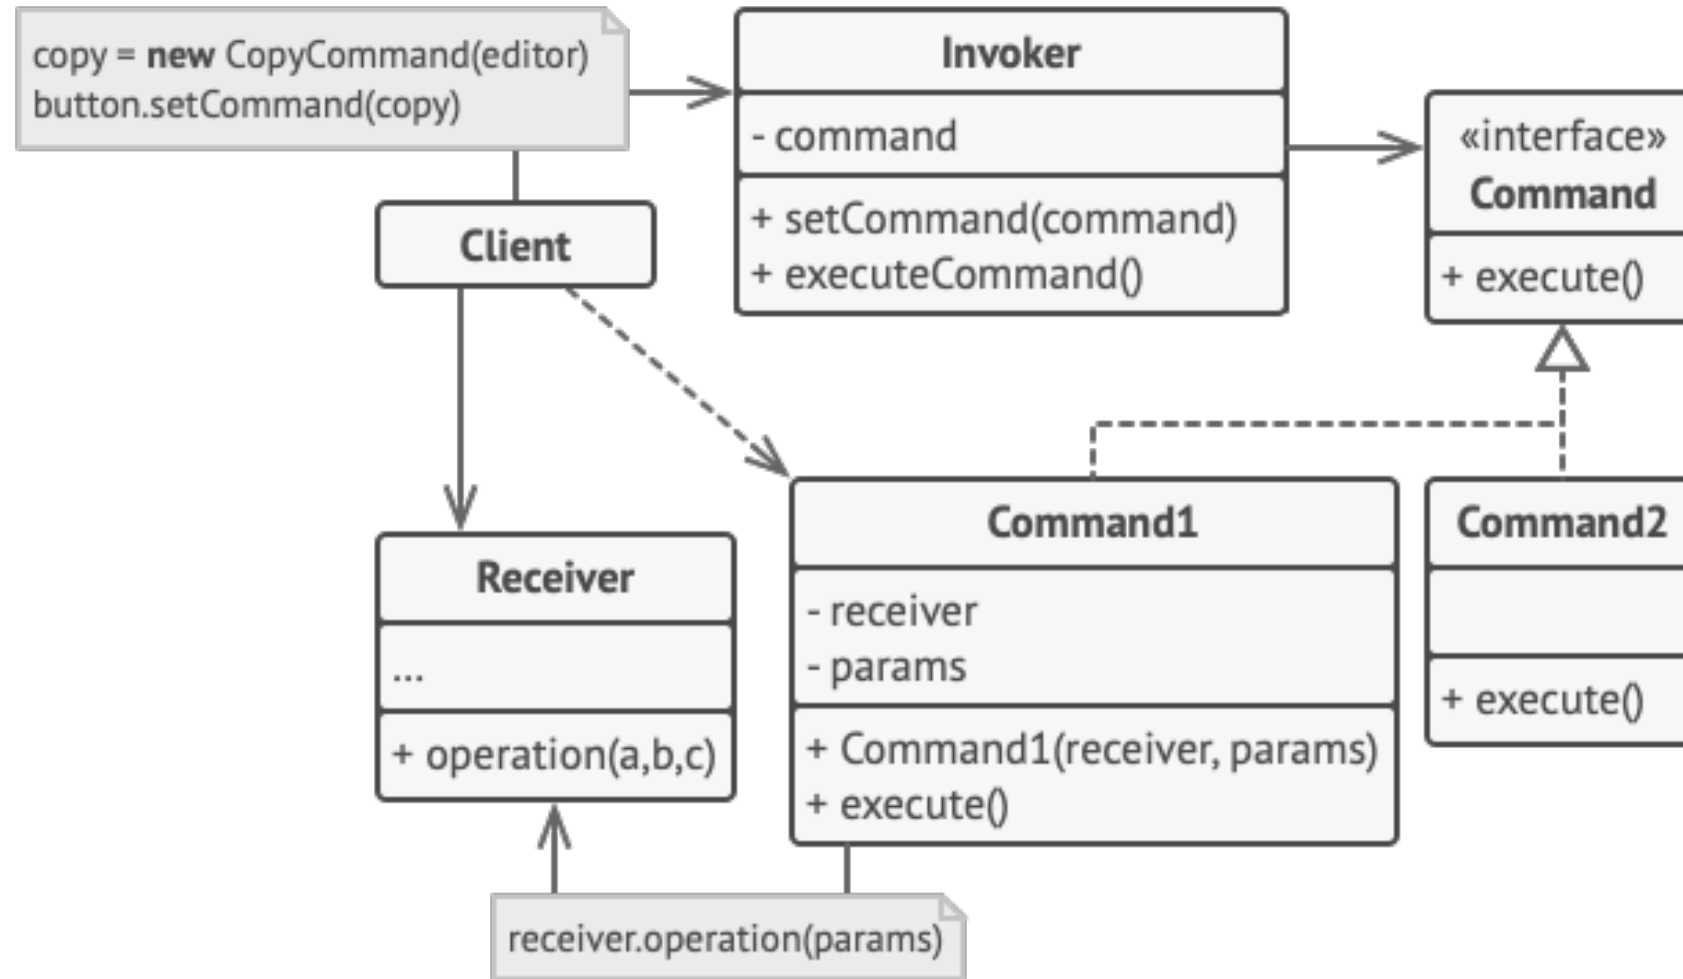 copy = new CopyCommand(editor)
button.setCommand(copy)
Client
Invoker
- command
+ setCommand(command)
+ executeCommand()
«interface»
Command
+ execute()
Receiver
...
+ operation(a,b,c)
Command1
- receiver
- params
+ Command1(receiver, params)
+ execute()
Command2
+ execute()
receiver.operation(params)